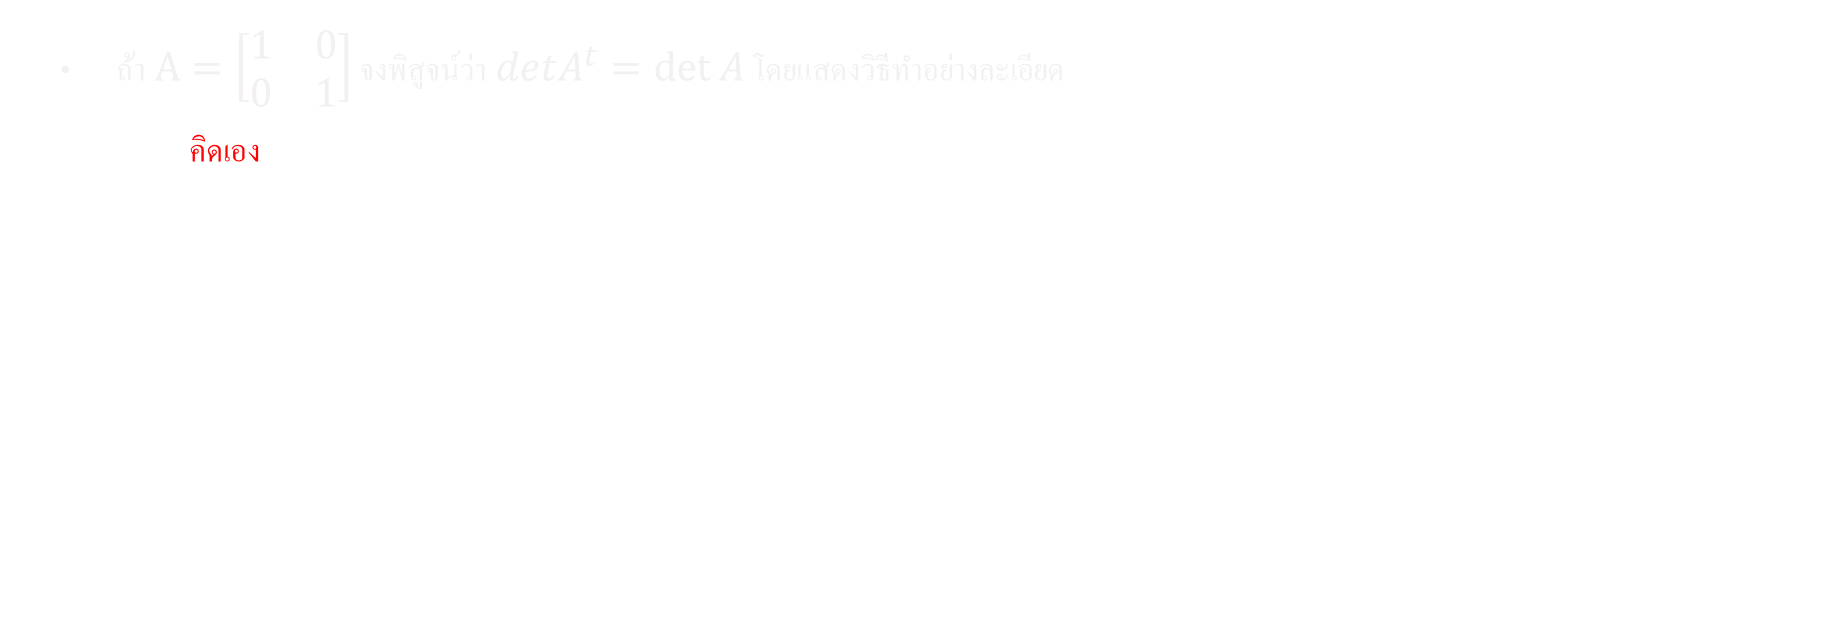 • ถ้า A = [1 0 0 1] จงพิสูจน์ว่า detAᵗ = det A โดยแสดงวิธีทำอย่างละเอียด
คิดเอง